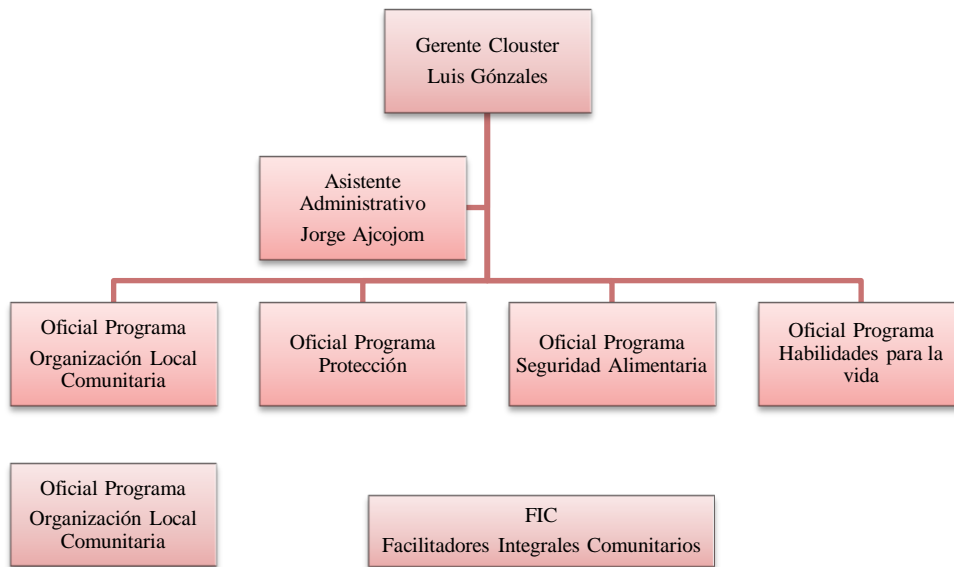 Gerente Clouster
Luis Gónzales
Asistente
Administrativo
Jorge Ajcojom
Oficial Programa
Organización Local
Comunitaria
Oficial Programa
Protección
Oficial Programa
Seguridad Alimentaria
Oficial Programa
Habilidades para la
vida
Oficial Programa
Organización Local
Comunitaria
FIC
Facilitadores Integrales Comunitarios